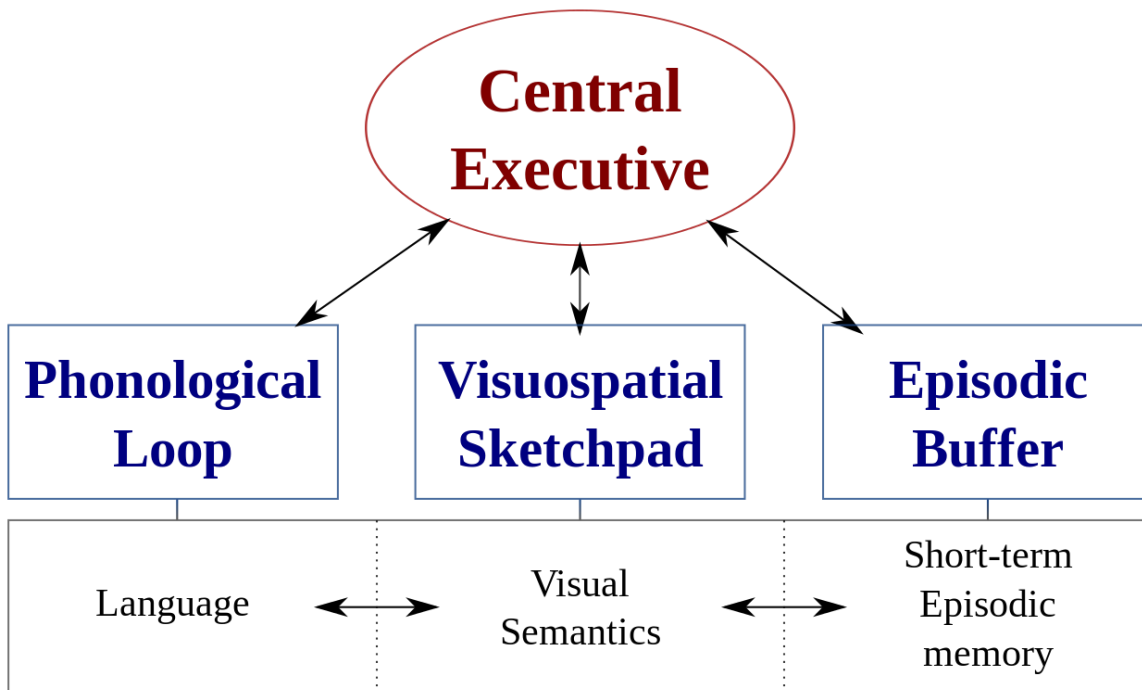 Central
Executive
Phonological
Loop
Visuospatial
Sketchpad
Episodic
Buffer
Language
Visual
Semantics
Short-term
Episodic
memory